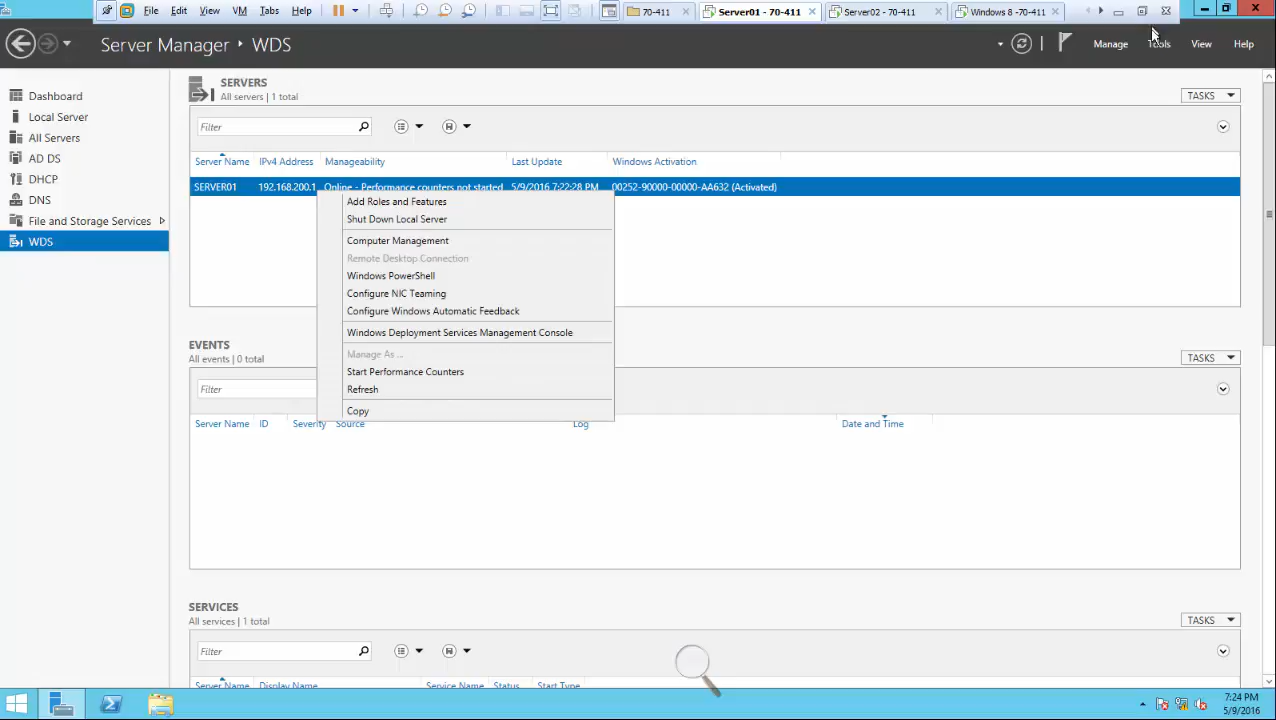 File Edit View VM Tabs Help
70-411
Server01 - 70-411
Server02 - 70-411
Windows 8 -70-411
Server Manager WDS
Manage Tools View Help
Dashboard
Local Server
All Servers
AD DS
DHCP
DNS
File and Storage Services
WDS
SERVERS
All servers | 1 total
TASKS
Filter
Server Name IPv4 Address Manageability Last Update Windows Activation
SERVER01 192.168.200.1 Online - Performance counters not started 5/9/2016 7:22:28 PM 00252-90000-00000-AA632 (Activated)
Add Roles and Features
Shut Down Local Server
Computer Management
Remote Desktop Connection
Windows PowerShell
Configure NIC Teaming
Configure Windows Automatic Feedback
Windows Deployment Services Management Console
Manage As ...
Start Performance Counters
Refresh
Copy
EVENTS
All events | 0 total
TASKS
Filter
Server Name ID Severity Source Log Date and Time
SERVICES
All services | 1 total
TASKS
Filter
Server Name Display Name Service Name Status Start Type
7:24 PM
5/9/2016